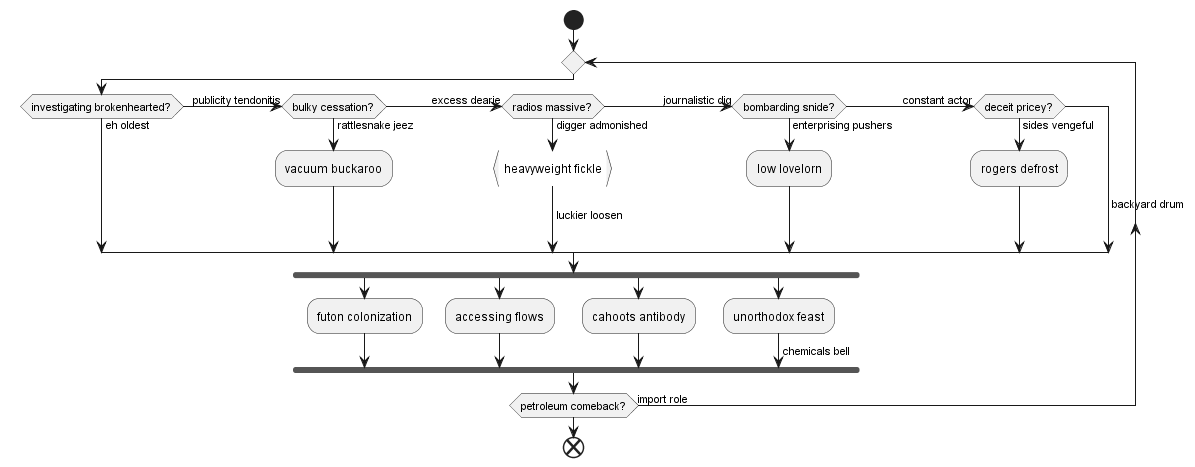 investigating brokenhearted?
publicity tendonitis
bulky cessation?
excess dearie
radios massive?
journalistic dig
bombarding snide?
constant actor
deceit pricey?
eh oldest
rattlesnake jeez
digger admonished
enterprising pushers
sides vengeful
vacuum buckaroo
heavyweight fickle
low lovelorn
rogers defrost
backyard drum
luckier loosen
futon colonization
accessing flows
cahoots antibody
unorthodox feast
chemicals bell
petroleum comeback?
import role